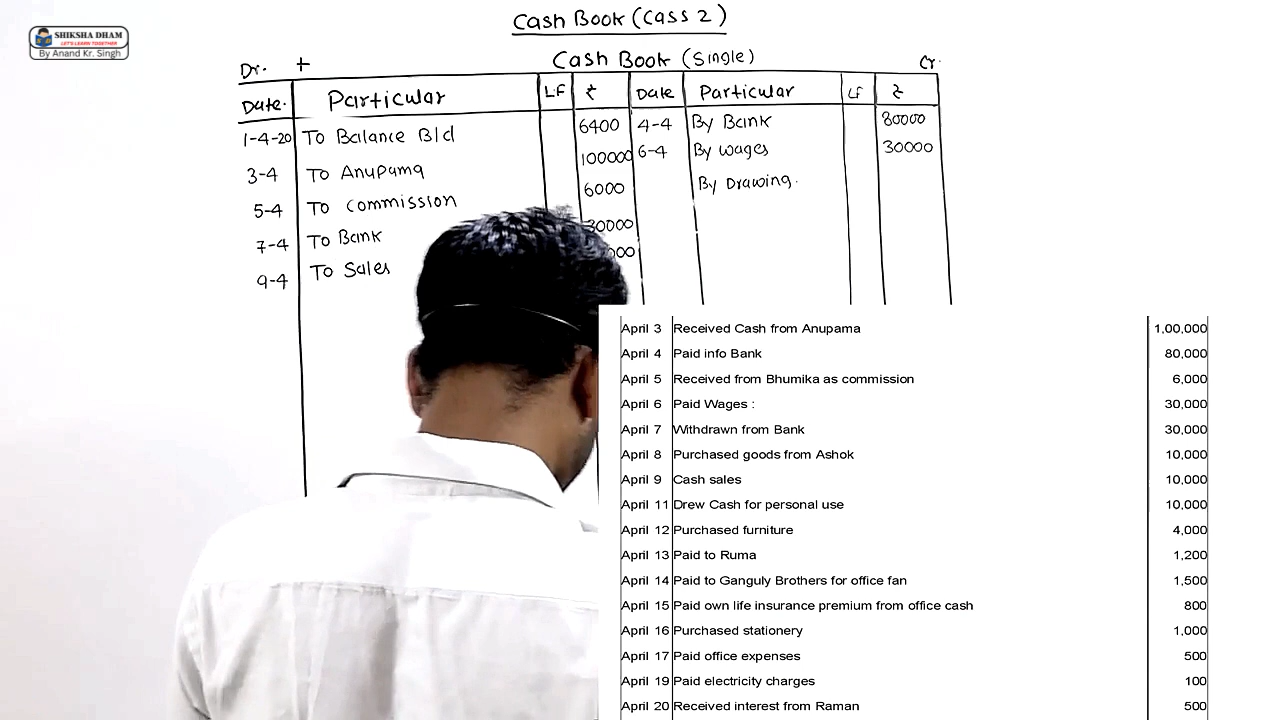 SHIKSHA DHAM
LET'S LEARN TOGETHER
By Anand Kr. Singh
Cash Book (Cass 2)
Dr. + Cash Book (Single) Cr.
Date. Particular L.F ₹ Date Particular LF ₹
1-4-20 To Balance B/d 6400 4-4 By Bank 80000
3-4 To Anupama 100000 6-4 By wages 30000
5-4 To Commission 6000 By Drawing.
7-4 To Bank 30000
9-4 To Sales
April 3 Received Cash from Anupama 1,00,000
April 4 Paid info Bank 80,000
April 5 Received from Bhumika as commission 6,000
April 6 Paid Wages : 30,000
April 7 Withdrawn from Bank 30,000
April 8 Purchased goods from Ashok 10,000
April 9 Cash sales 10,000
April 11 Drew Cash for personal use 10,000
April 12 Purchased furniture 4,000
April 13 Paid to Ruma 1,200
April 14 Paid to Ganguly Brothers for office fan 1,500
April 15 Paid own life insurance premium from office cash 800
April 16 Purchased stationery 1,000
April 17 Paid office expenses 500
April 19 Paid electricity charges 100
April 20 Received interest from Raman 500